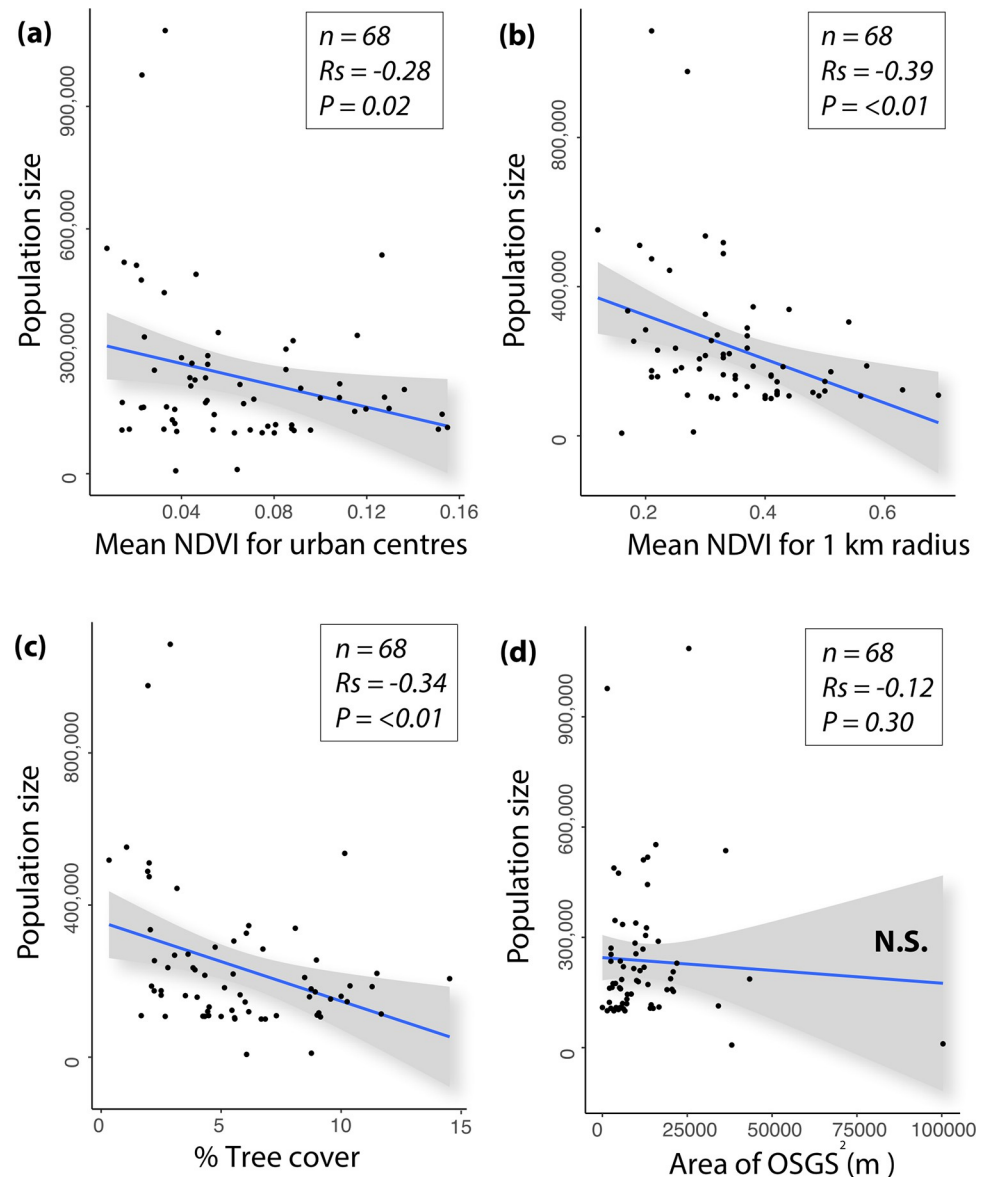 (a)
n = 68
Rs = -0.28
P = 0.02
Population size
900,000
600,000
300,000
0
0.04 0.08 0.12 0.16
Mean NDVI for urban centres
(b)
n = 68
Rs = -0.39
P = <0.01
Population size
800,000
400,000
0
0.2 0.4 0.6
Mean NDVI for 1 km radius
(c)
n = 68
Rs = -0.34
P = <0.01
Population size
800,000
400,000
0
0 5 10 15
% Tree cover
(d)
n = 68
Rs = -0.12
P = 0.30
Population size
900,000
600,000
300,000
0
N.S.
0 25000 50000 75000 100000
Area of OSGS ²(m )